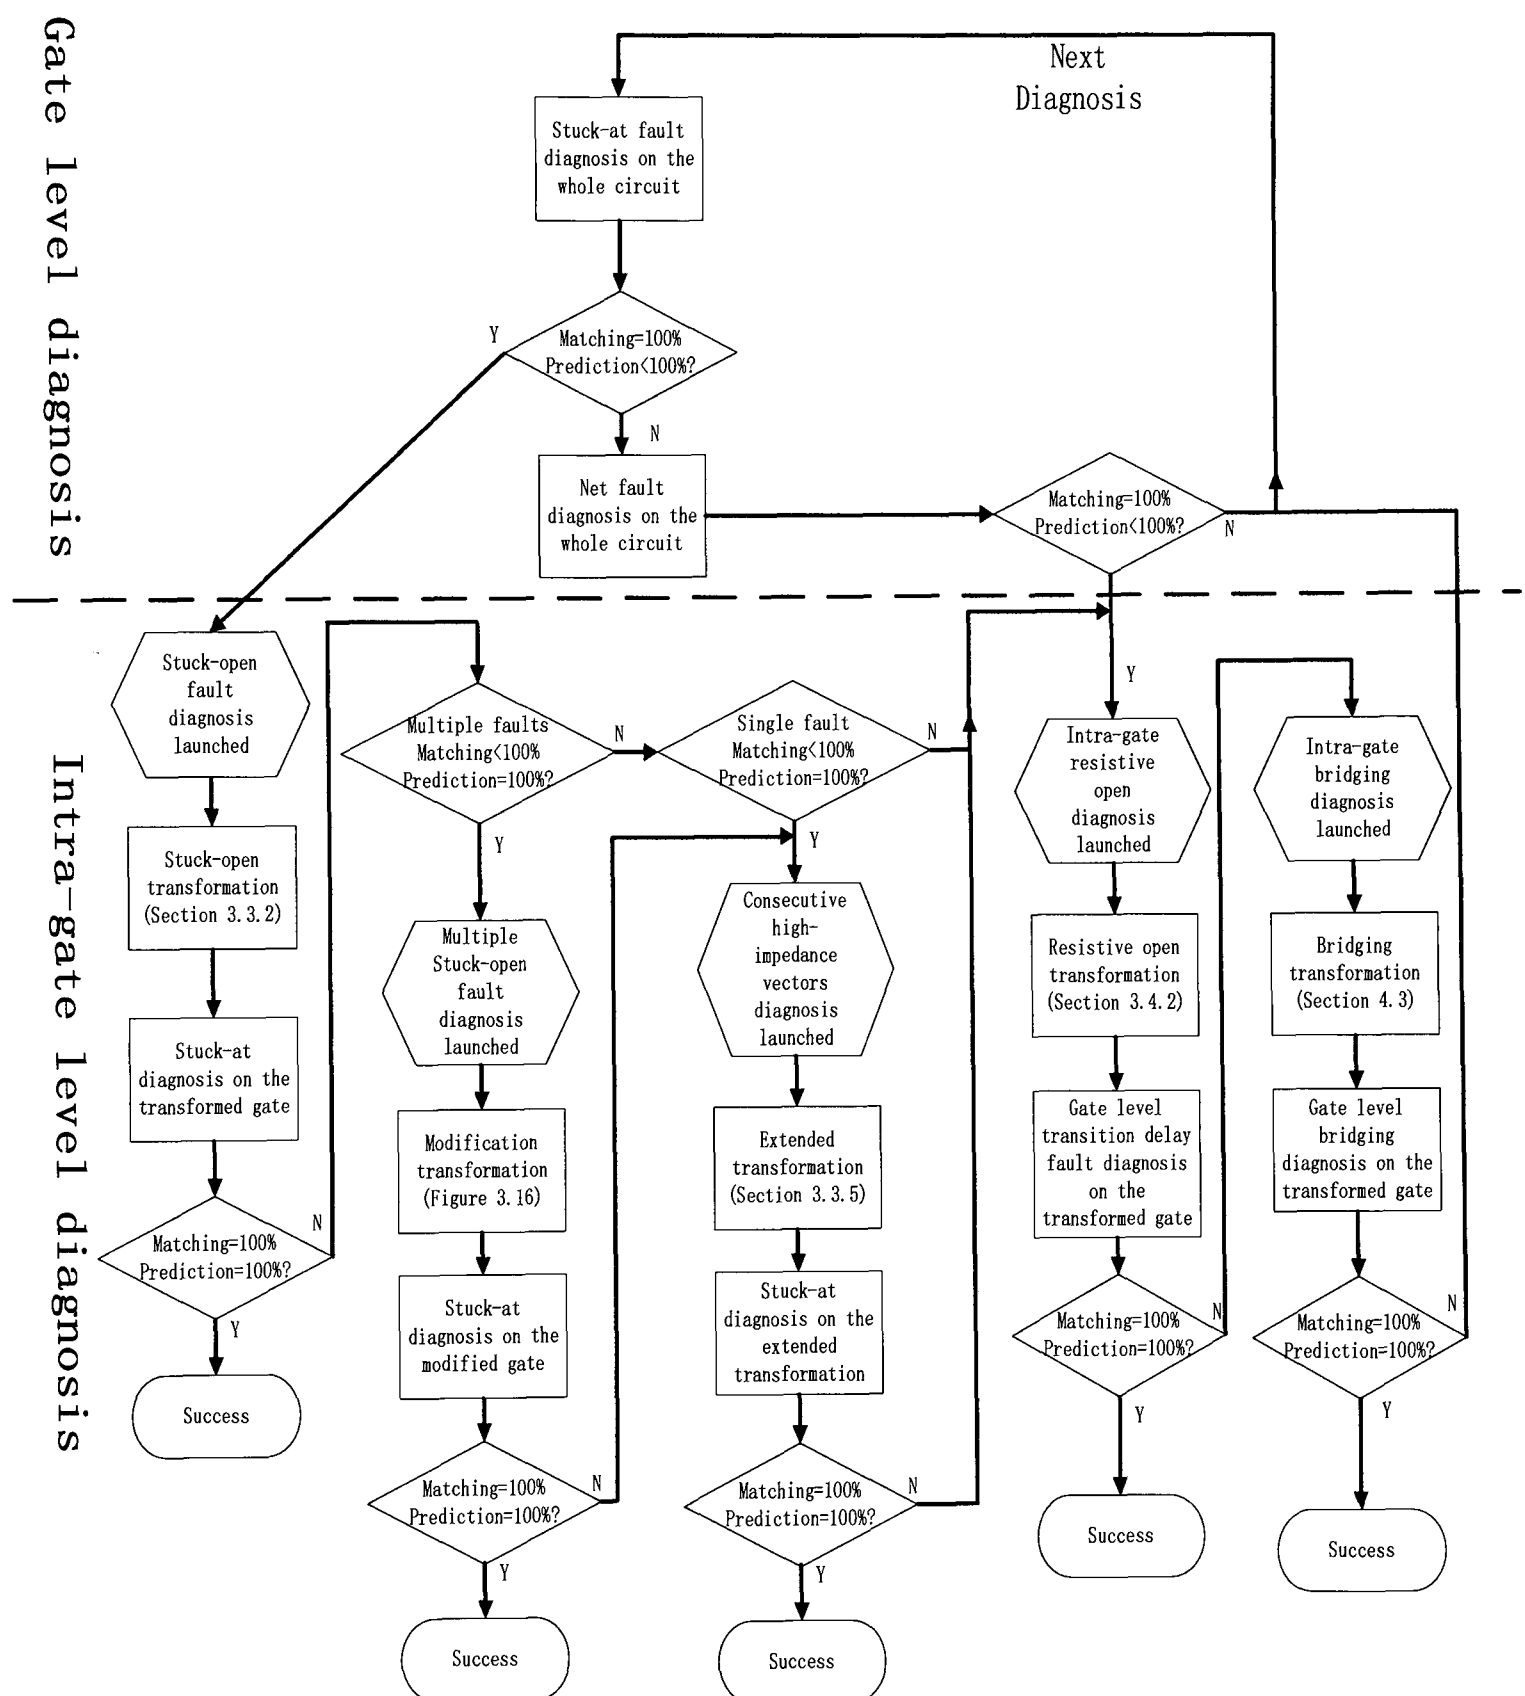 Gate level diagnosis
Next
Diagnosis
Stuck-at fault
diagnosis on the
whole circuit
Y
Matching=100%
Prediction<100%?
N
Net fault
diagnosis on the
whole circuit
Matching=100%
Prediction<100%?
N
Y
Intra-gate level diagnosis
Stuck-open
fault
diagnosis
launched
Stuck-open
transformation
(Section 3.3.2)
Stuck-at
diagnosis on the
transformed gate
Matching=100%
Prediction=100%?
N
Y
Success
Multiple faults
Matching<100%
Prediction=100%?
N
Y
Multiple
Stuck-open
fault
diagnosis
launched
Modification
transformation
(Figure 3.16)
Stuck-at
diagnosis on the
modified gate
Matching=100%
Prediction=100%?
N
Y
Success
Single fault
Matching<100%
Prediction=100%?
N
Y
Consecutive
high-
impedance
vectors
diagnosis
launched
Extended
transformation
(Section 3.3.5)
Stuck-at
diagnosis on the
extended
transformation
Matching=100%
Prediction=100%?
N
Y
Success
Intra-gate
resistive
open
diagnosis
launched
Resistive open
transformation
(Section 3.4.2)
Gate level
transition delay
fault diagnosis
on the
transformed gate
Matching=100%
Prediction=100%?
N
Y
Success
Intra-gate
bridging
diagnosis
launched
Bridging
transformation
(Section 4.3)
Gate level
bridging
diagnosis on the
transformed gate
Matching=100%
Prediction=100%?
N
Y
Success